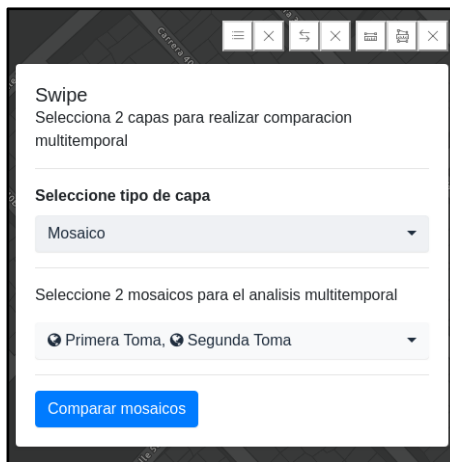 Carrera 40
Swipe
Selecciona 2 capas para realizar comparacion
multitemporal
Seleccione tipo de capa
Mosaico
Seleccione 2 mosaicos para el analisis multitemporal
Primera Toma, Segunda Toma
Comparar mosaicos